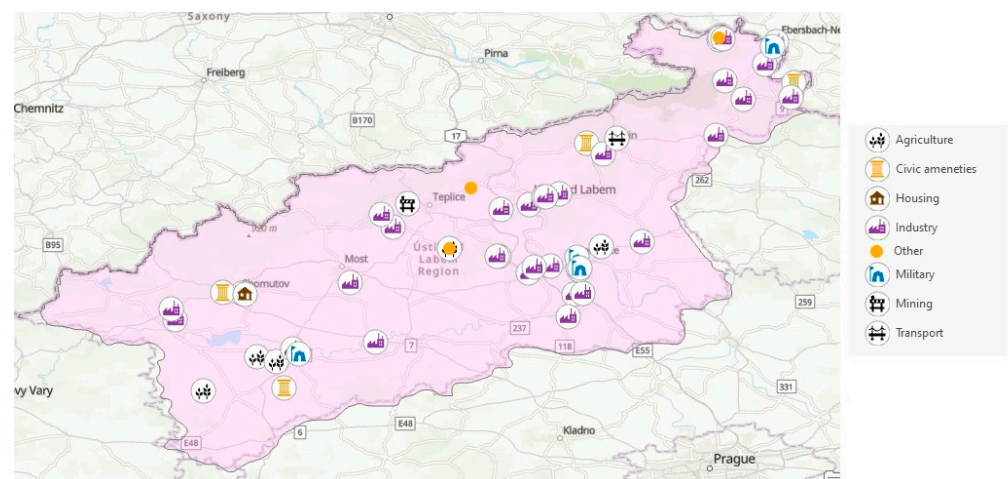 Saxony
Ebersbach-Ne
Pirna
Freiberg
Chemnitz
B170
17
262
Teplice
d Labem
B95
920 m
Úst
Labem
Region
Most
omutov
259
237
7
118
E55
331
vy Vary
E48
6
E48
Kladno
Prague
Agriculture
Civic ameneties
Housing
Industry
Other
Military
Mining
Transport